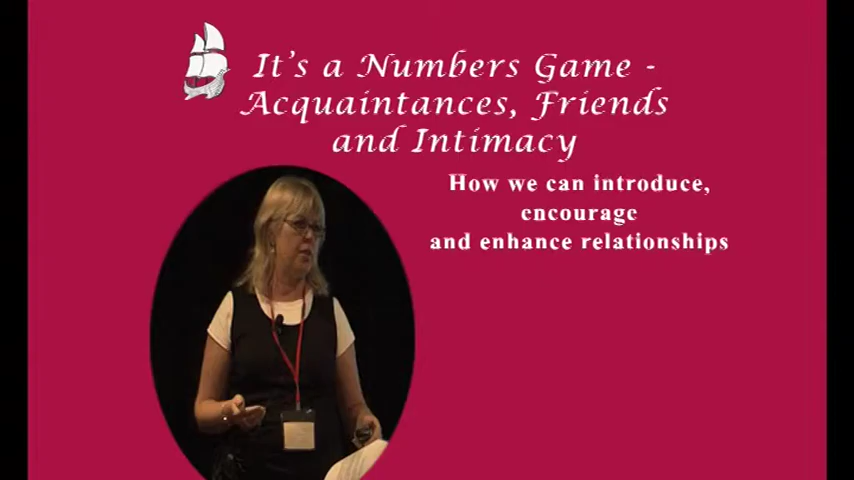 It's a Numbers Game -
Acquaintances, Friends
and Intimacy
How we can introduce,
encourage
and enhance relationships